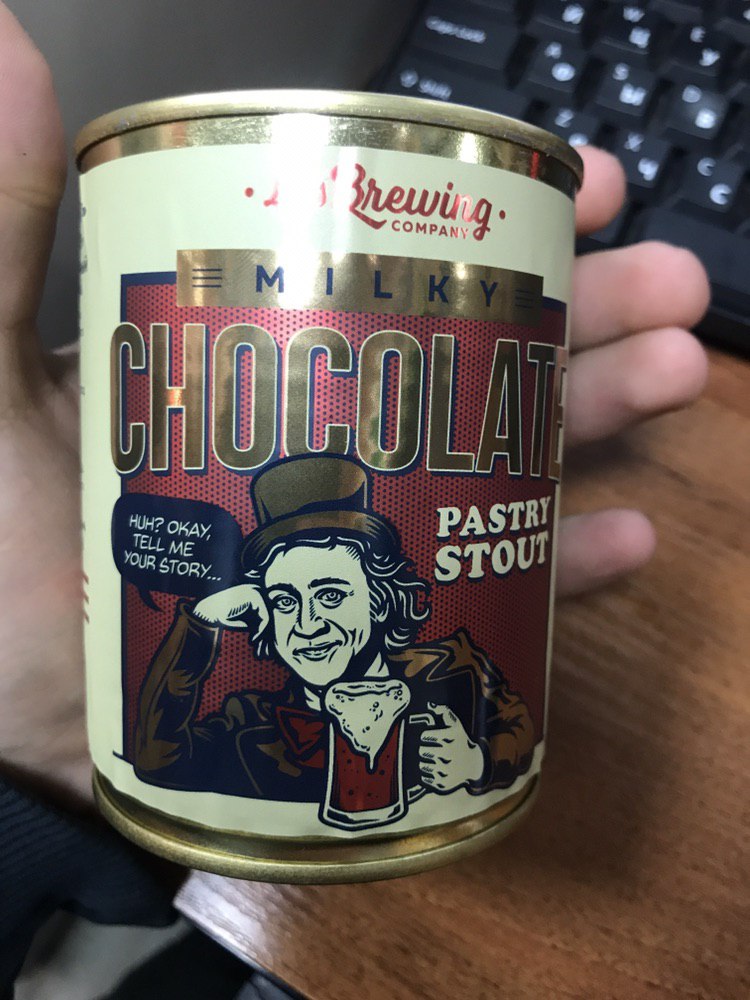 Brewing
COMPANY
MILKY
CHOCOLATE
PASTRY
STOUT
HUH? OKAY,
TELL ME
YOUR STORY...